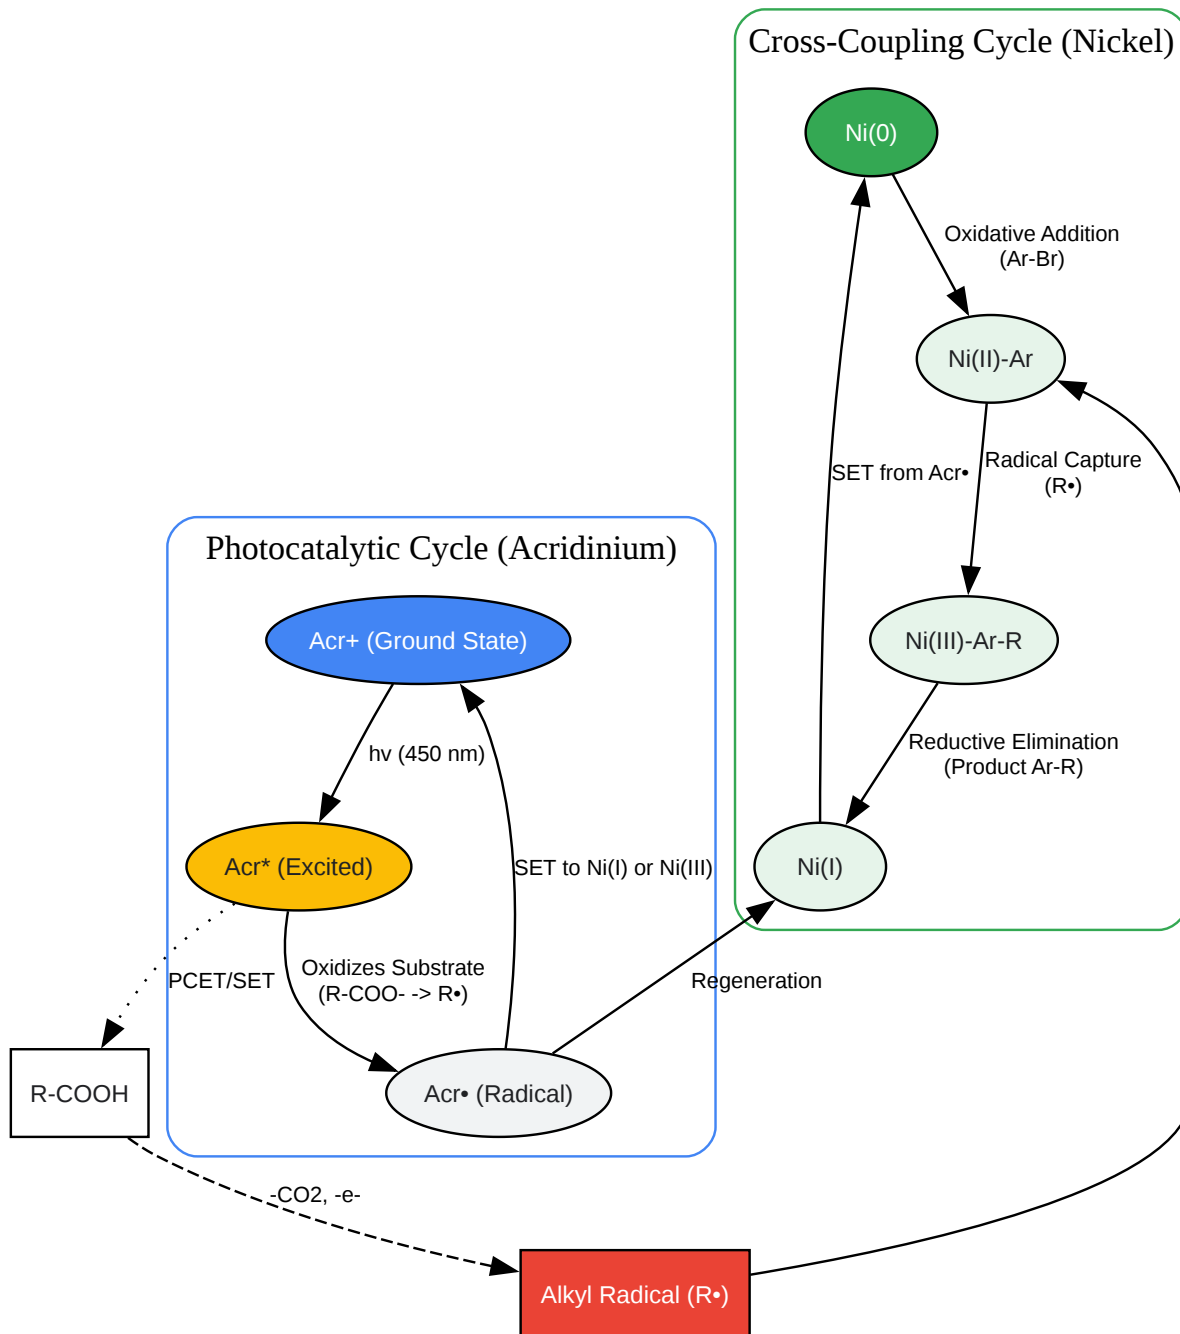 Cross-Coupling Cycle (Nickel)
Ni(0)
Oxidative Addition
(Ar-Br)
Ni(II)-Ar
SET from Acr•
Radical Capture
(R•)
Photocatalytic Cycle (Acridinium)
Acr+ (Ground State)
Ni(III)-Ar-R
hv (450 nm)
Reductive Elimination
(Product Ar-R)
Acr* (Excited)
SET to Ni(I) or Ni(III)
Ni(I)
PCET/SET
Oxidizes Substrate
(R-COO- -> R•)
Regeneration
R-COOH
Acr• (Radical)
-CO2, -e-
Alkyl Radical (R•)